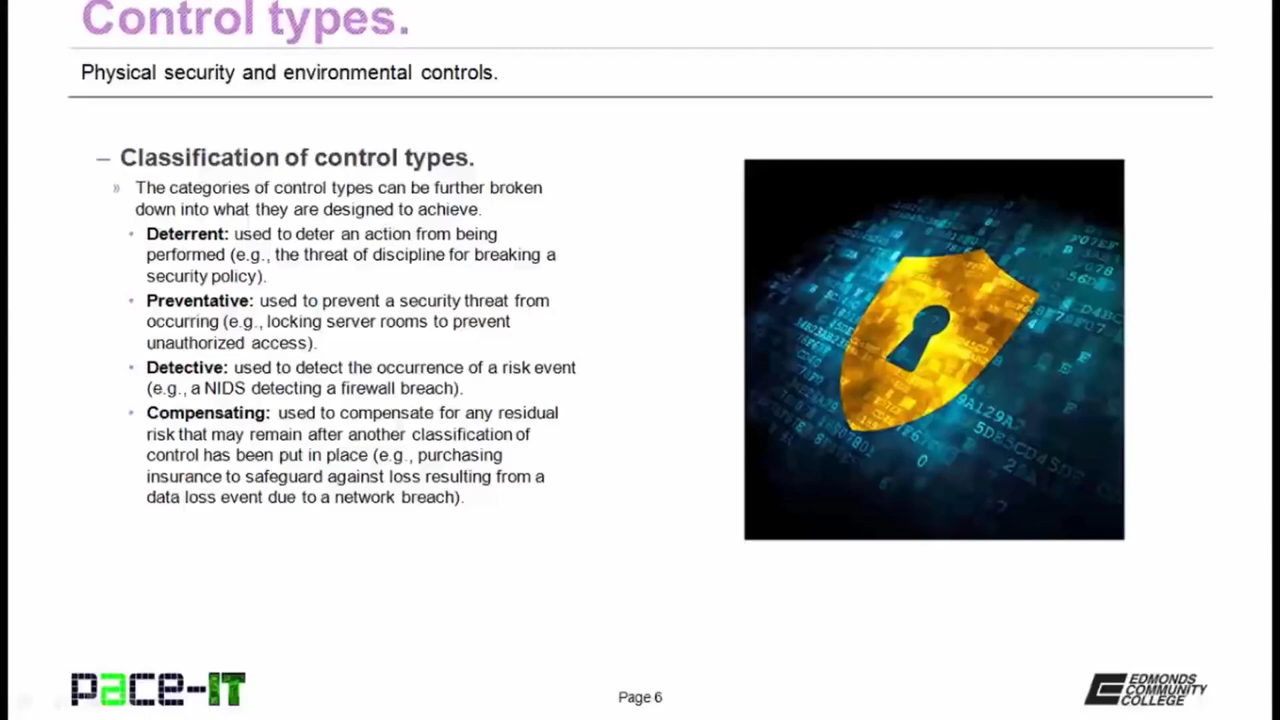 Control types.
Physical security and environmental controls.
– Classification of control types.
» The categories of control types can be further broken
down into what they are designed to achieve.
• Deterrent: used to deter an action from being
performed (e.g., the threat of discipline for breaking a
security policy).
• Preventative: used to prevent a security threat from
occurring (e.g., locking server rooms to prevent
unauthorized access).
• Detective: used to detect the occurrence of a risk event
(e.g., a NIDS detecting a firewall breach).
• Compensating: used to compensate for any residual
risk that may remain after another classification of
control has been put in place (e.g., purchasing
insurance to safeguard against loss resulting from a
data loss event due to a network breach).
pace-IT
Page 6
EDMONDS
COMMUNITY
COLLEGE